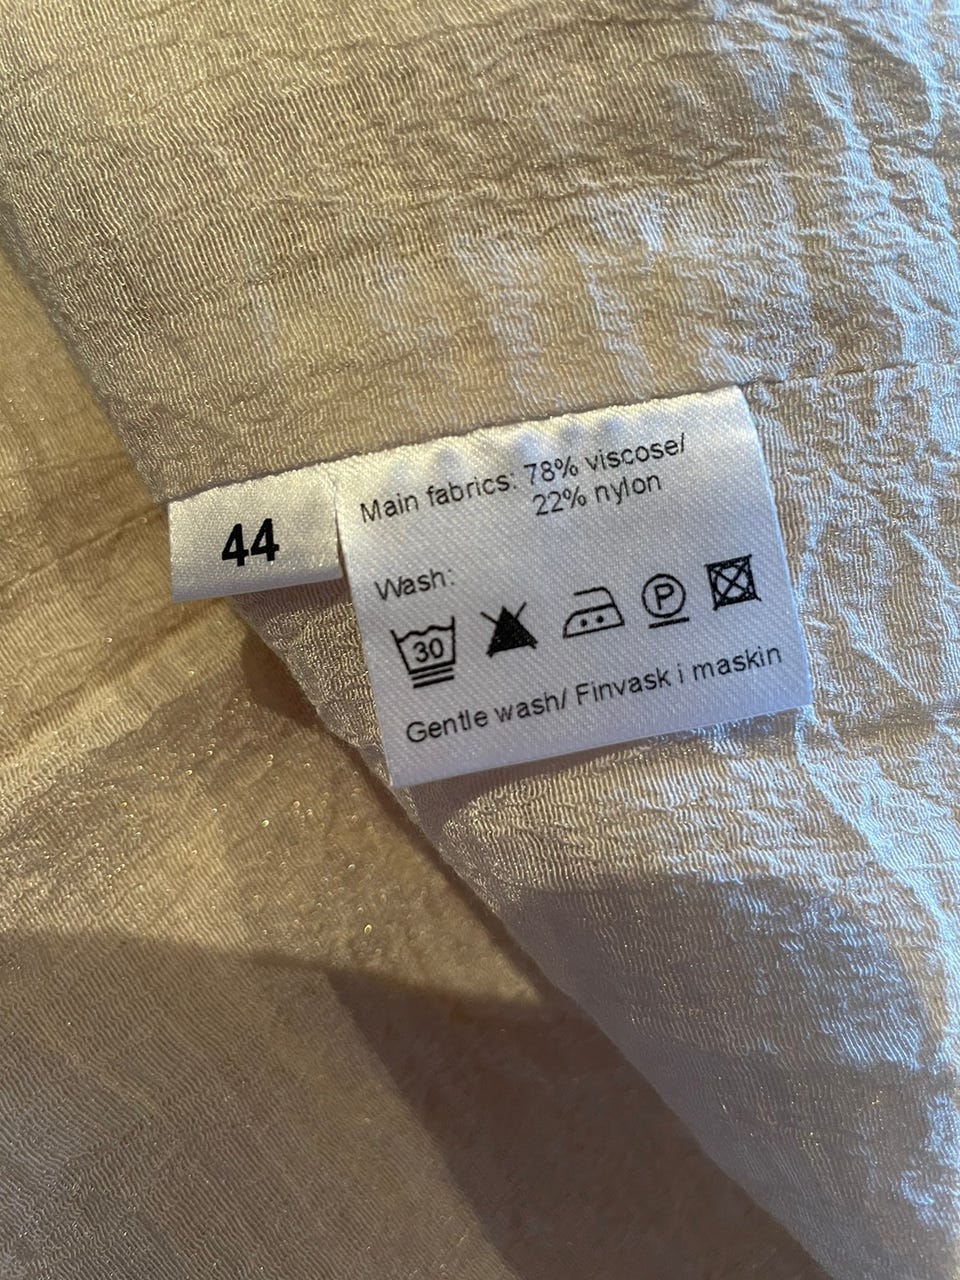 44
Main fabrics: 78% viscose/
22% nylon
Wash:
30
P
Gentle wash/ Finvask i maskin